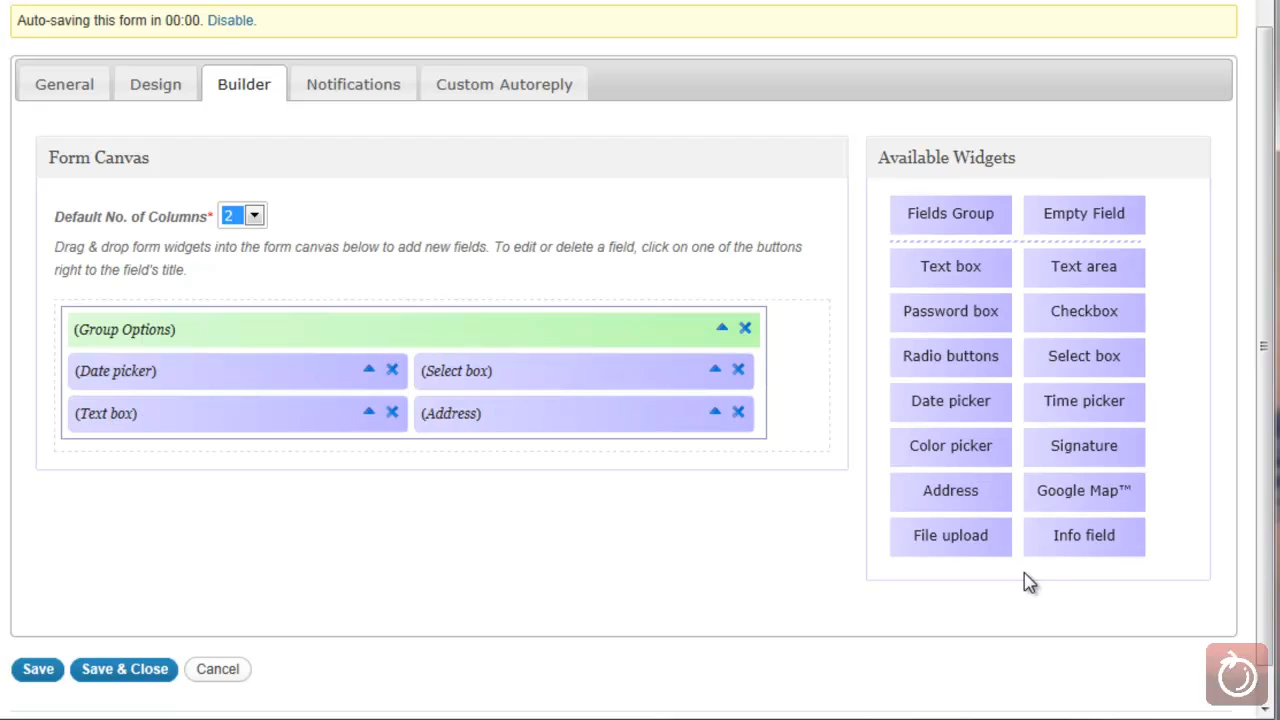 Auto-saving this form in 00:00. Disable.
General
Design
Builder
Notifications
Custom Autoreply
Form Canvas
Default No. of Columns* 2
Drag & drop form widgets into the form canvas below to add new fields. To edit or delete a field, click on one of the buttons
right to the field's title.
(Group Options)
(Date picker)
(Select box)
(Text box)
(Address)
Available Widgets
Fields Group
Empty Field
Text box
Text area
Password box
Checkbox
Radio buttons
Select box
Date picker
Time picker
Color picker
Signature
Address
Google Map™
File upload
Info field
Save
Save & Close
Cancel